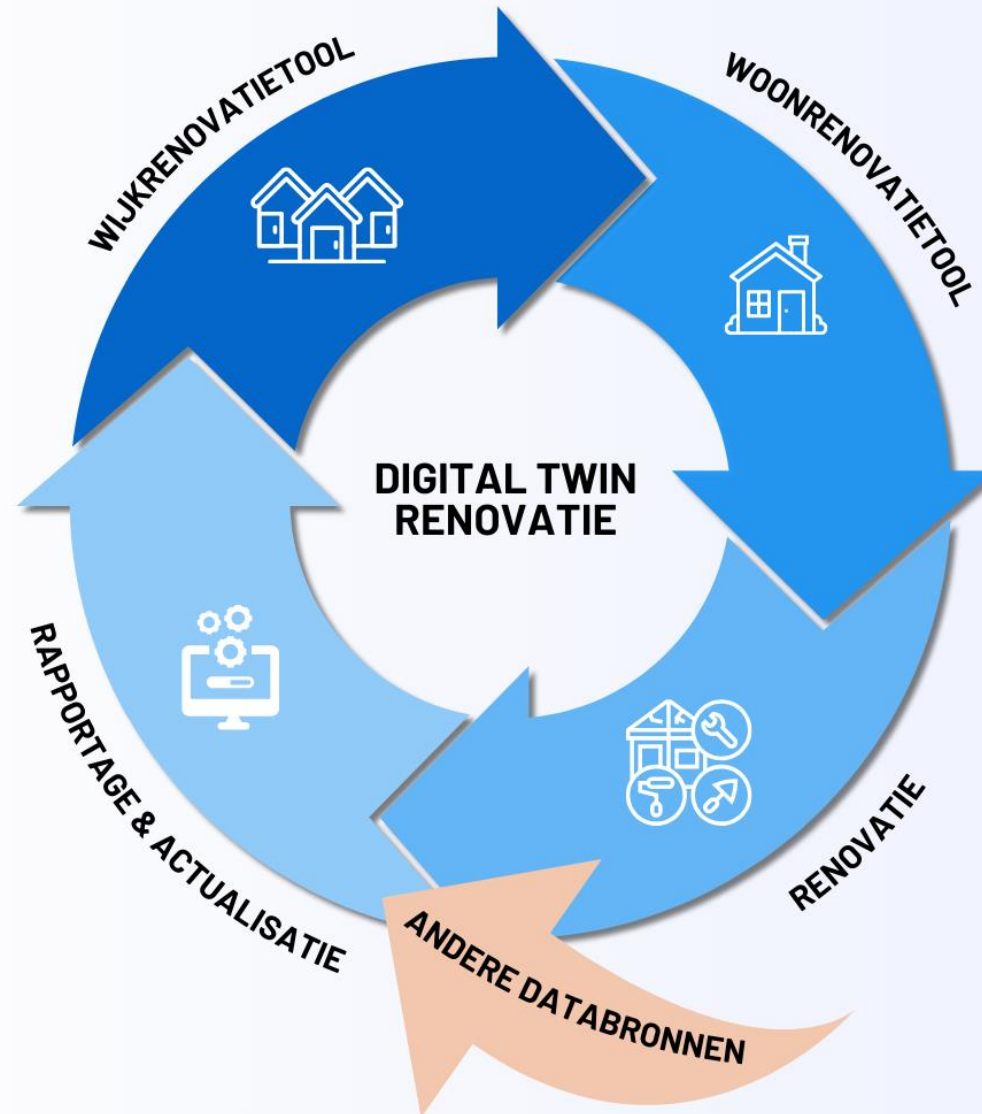 WIJKRENOVATIETOOL
WOONRENOVATIETOOL
DIGITAL TWIN
RENOVATIE
RAPPORTAGE & ACTUALISATIE
RENOVATIE
ANDERE DATABRONNEN